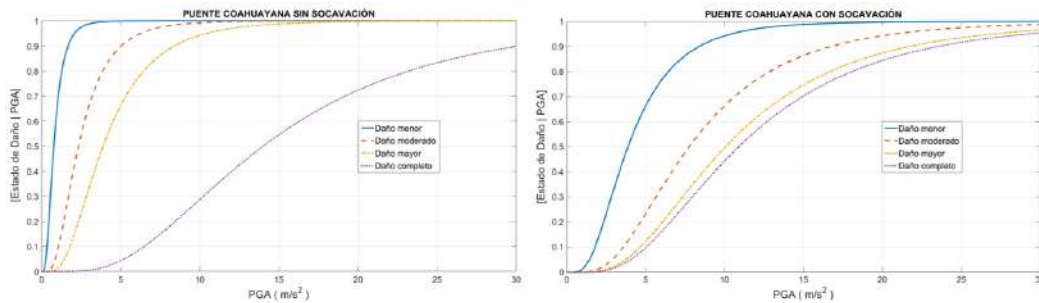 PUENTE COAHUAYANA SIN SOCAVACIÓN
[Estado de Daño | PGA]
1
0.9
0.8
0.7
0.6
0.5
0.4
0.3
0.2
0.1
0
Daño menor
Daño moderado
Daño mayor
Daño completo
0 5 10 15 20 25 30
PGA ( m/s²)
PUENTE COAHUAYANA CON SOCAVACIÓN
[Estado de Daño | PGA]
1
0.9
0.8
0.7
0.6
0.5
0.4
0.3
0.2
0.1
0
Daño menor
Daño moderado
Daño mayor
Daño completo
0 5 10 15 20 25 30
PGA ( m/s²)